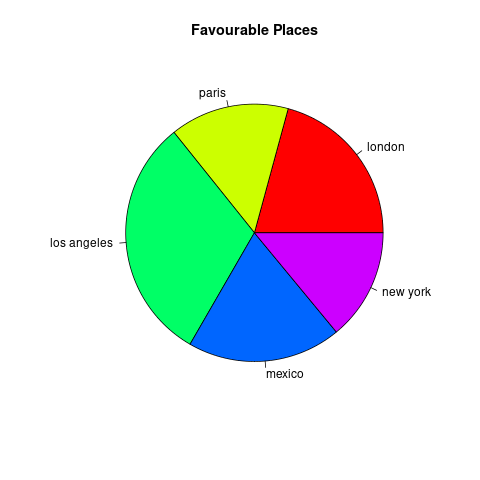 Favourable Places
paris
london
los angeles
new york
mexico